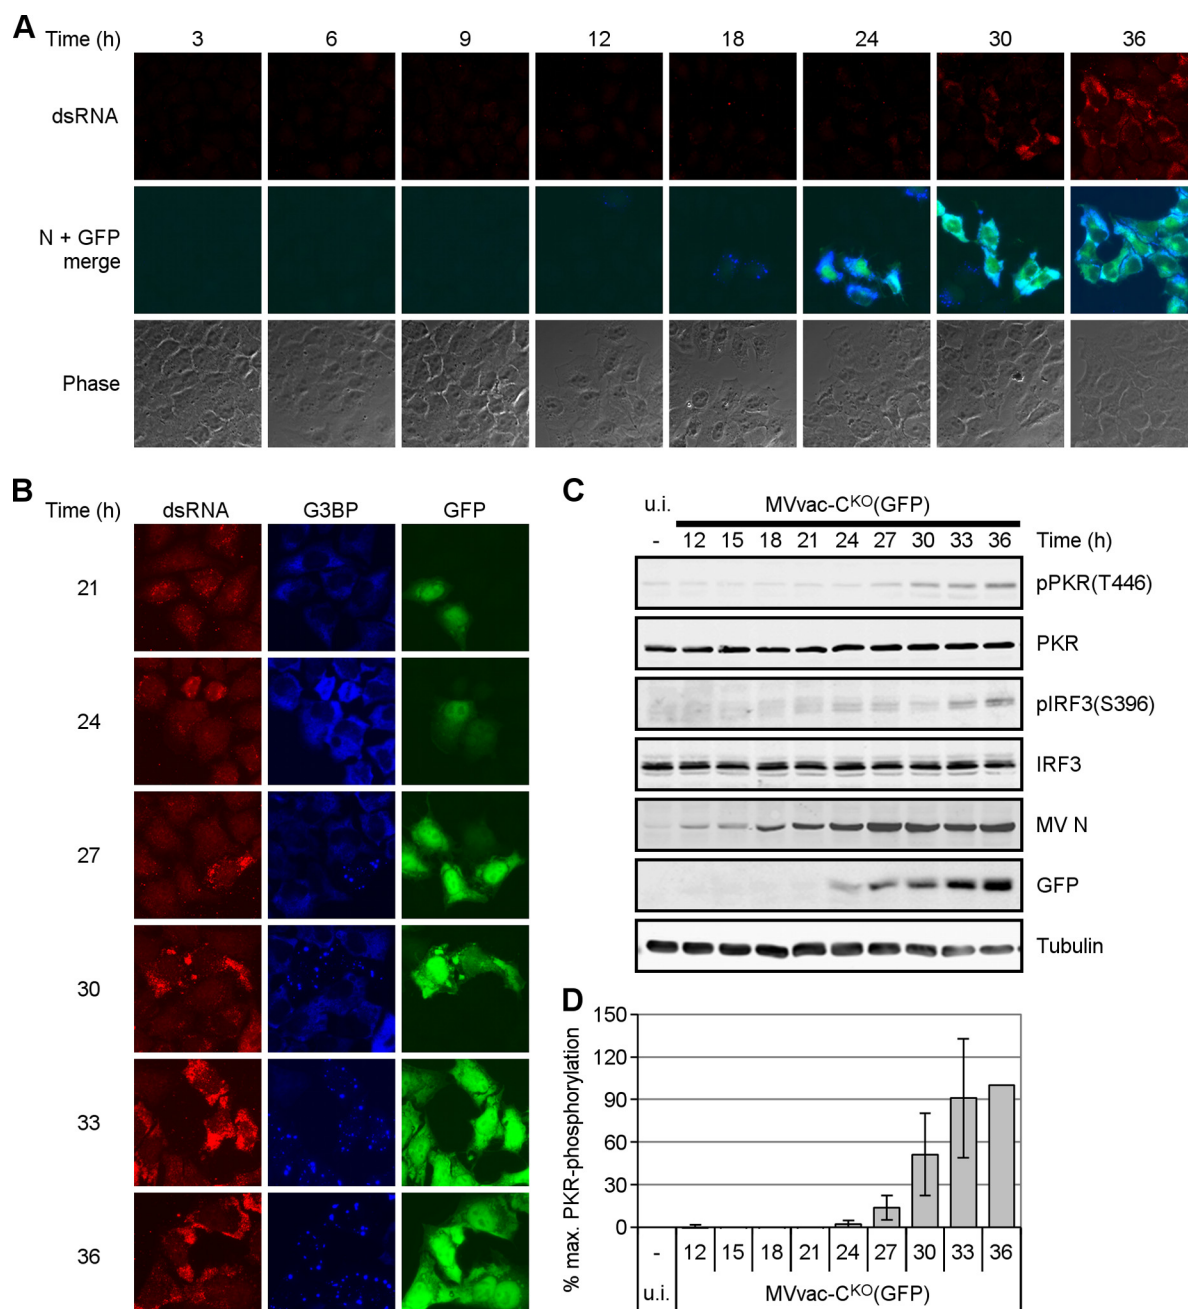 A
Time (h) 3 6 9 12 18 24 30 36
dsRNA
N + GFP
merge
Phase
B
Time (h) dsRNA G3BP GFP
21
24
27
30
33
36
C
u.i. MVvac-C^KO(GFP)
- 12 15 18 21 24 27 30 33 36 Time (h)
pPKR(T446)
PKR
pIRF3(S396)
IRF3
MV N
GFP
Tubulin
D
% max. PKR-phosphorylation
150
120
90
60
30
0
- 12 15 18 21 24 27 30 33 36
u.i. MVvac-C^KO(GFP)